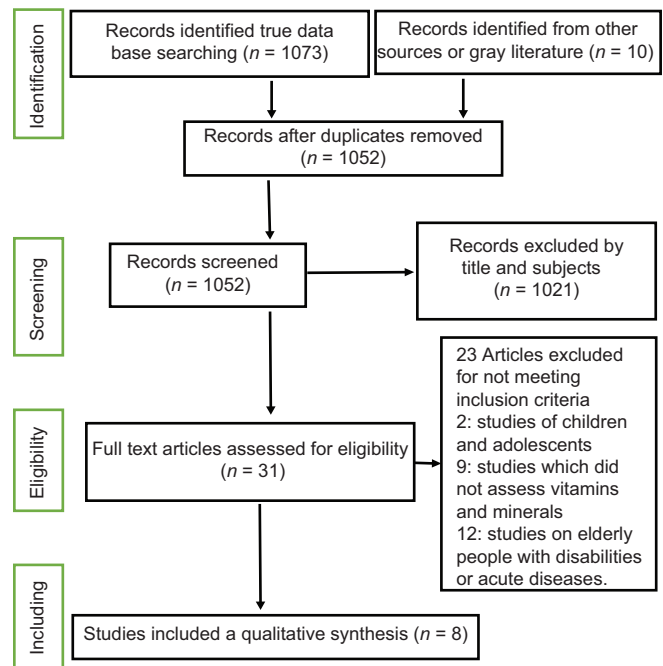 Identification
Records identified true data
base searching (n = 1073)
Records identified from other
sources or gray literature (n = 10)
Records after duplicates removed
(n = 1052)
Screening
Records screened
(n = 1052)
Records excluded by
title and subjects
(n = 1021)
Eligibility
Full text articles assessed for eligibility
(n = 31)
23 Articles excluded
for not meeting
inclusion criteria
2: studies of children
and adolescents
9: studies which did
not assess vitamins
and minerals
12: studies on elderly
people with disabilities
or acute diseases.
Including
Studies included a qualitative synthesis (n = 8)